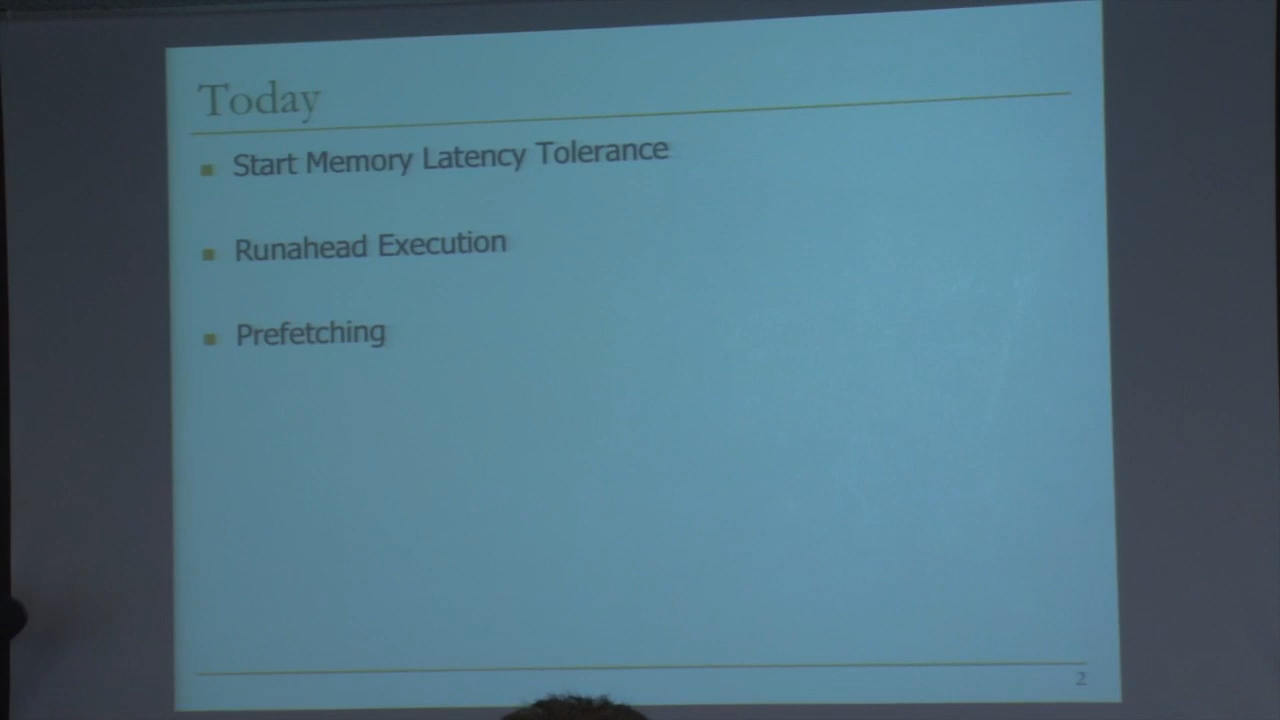 Today
Start Memory Latency Tolerance
Runahead Execution
Prefetching
2